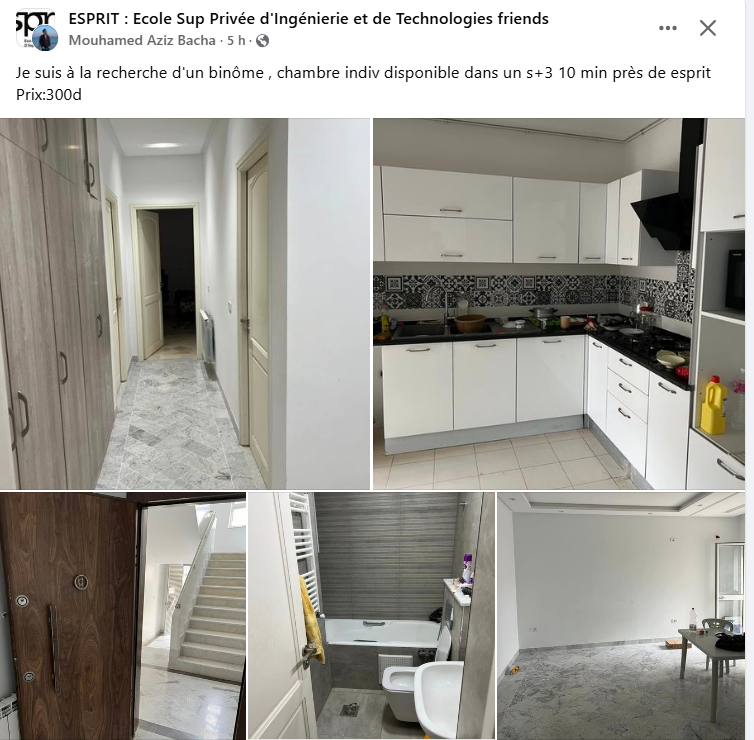 ESPRIT : Ecole Sup Privée d'Ingénierie et de Technologies friends
Mouhamed Aziz Bacha · 5 h ·
Je suis à la recherche d'un binôme , chambre indiv disponible dans un s+3 10 min près de esprit
Prix:300d